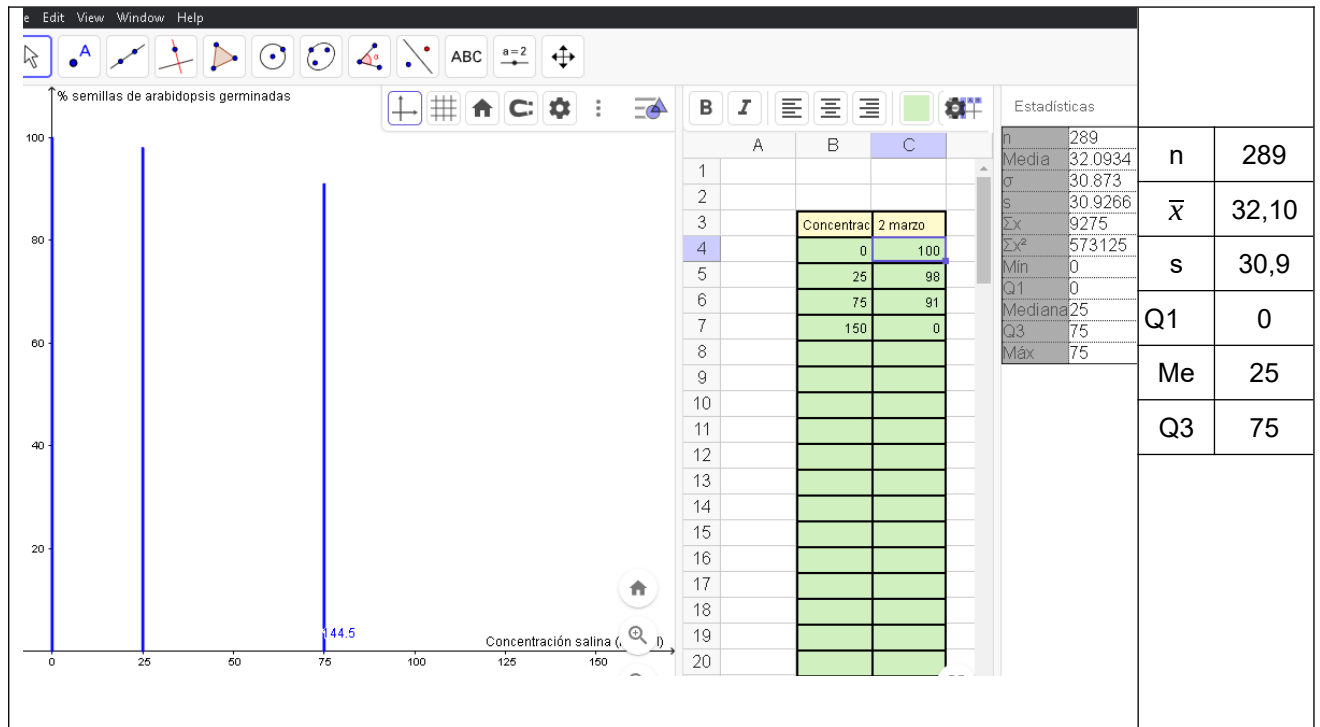 e Edit View Window Help
A
α
ABC
a=2
% semillas de arabidopsis germinadas
100
80
60
40
20
0 25 50 75 100 125 150
144.5
Concentración salina (
l)
B I
A B C
1
2
3 Concentrac 2 marzo
4 0 100
5 25 98
6 75 91
7 150 0
8
9
10
11
12
13
14
15
16
17
18
19
20
Estadísticas
n 289
Media 32.0934
σ 30.873
s 30.9266
Σx 9275
Σx² 573125
Mín 0
Q1 0
Mediana 25
Q3 75
Máx 75
n 289
x̅ 32,10
s 30,9
Q1 0
Me 25
Q3 75